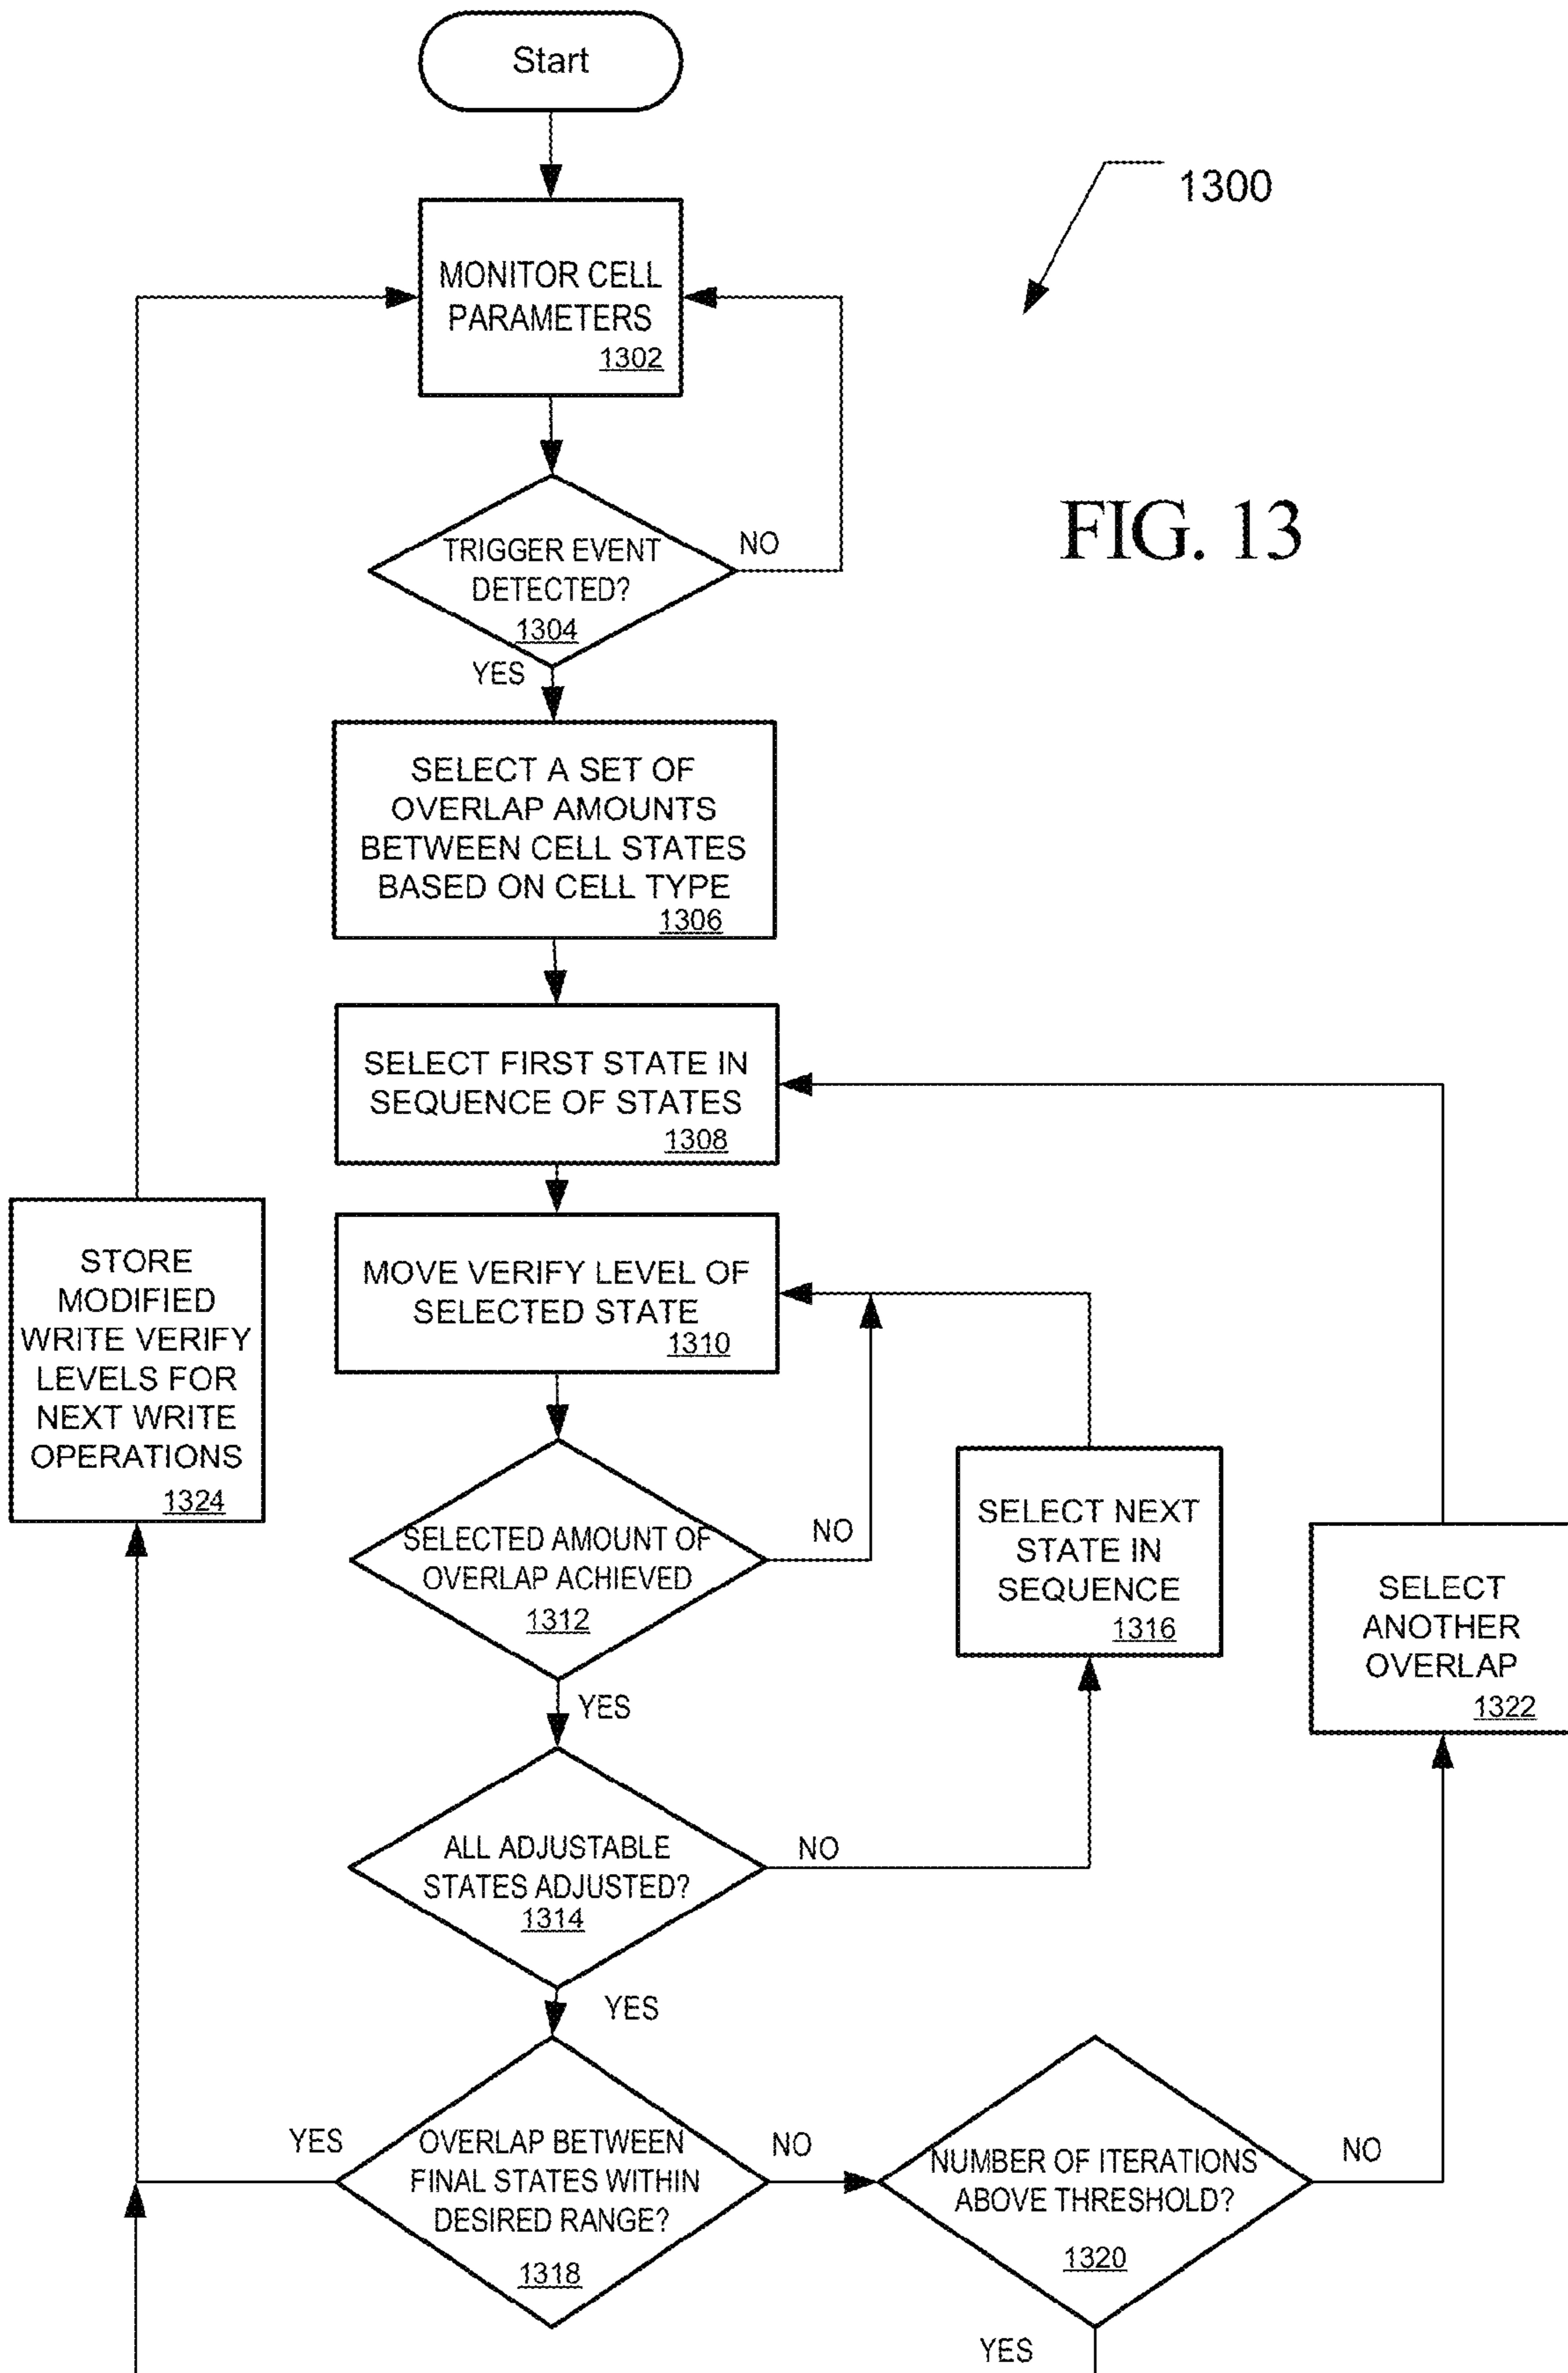 Start
1300
MONITOR CELL
PARAMETERS
1302
FIG. 13
TRIGGER EVENT
DETECTED?
1304
NO
YES
SELECT A SET OF
OVERLAP AMOUNTS
BETWEEN CELL STATES
BASED ON CELL TYPE
1306
SELECT FIRST STATE IN
SEQUENCE OF STATES
1308
MOVE VERIFY LEVEL OF
SELECTED STATE
1310
STORE
MODIFIED
WRITE VERIFY
LEVELS FOR
NEXT WRITE
OPERATIONS
1324
SELECTED AMOUNT OF
OVERLAP ACHIEVED
1312
NO
YES
SELECT NEXT
STATE IN
SEQUENCE
1316
SELECT
ANOTHER
OVERLAP
1322
ALL ADJUSTABLE
STATES ADJUSTED?
1314
NO
YES
YES
OVERLAP BETWEEN
FINAL STATES WITHIN
DESIRED RANGE?
1318
NO
NUMBER OF ITERATIONS
ABOVE THRESHOLD?
1320
NO
YES